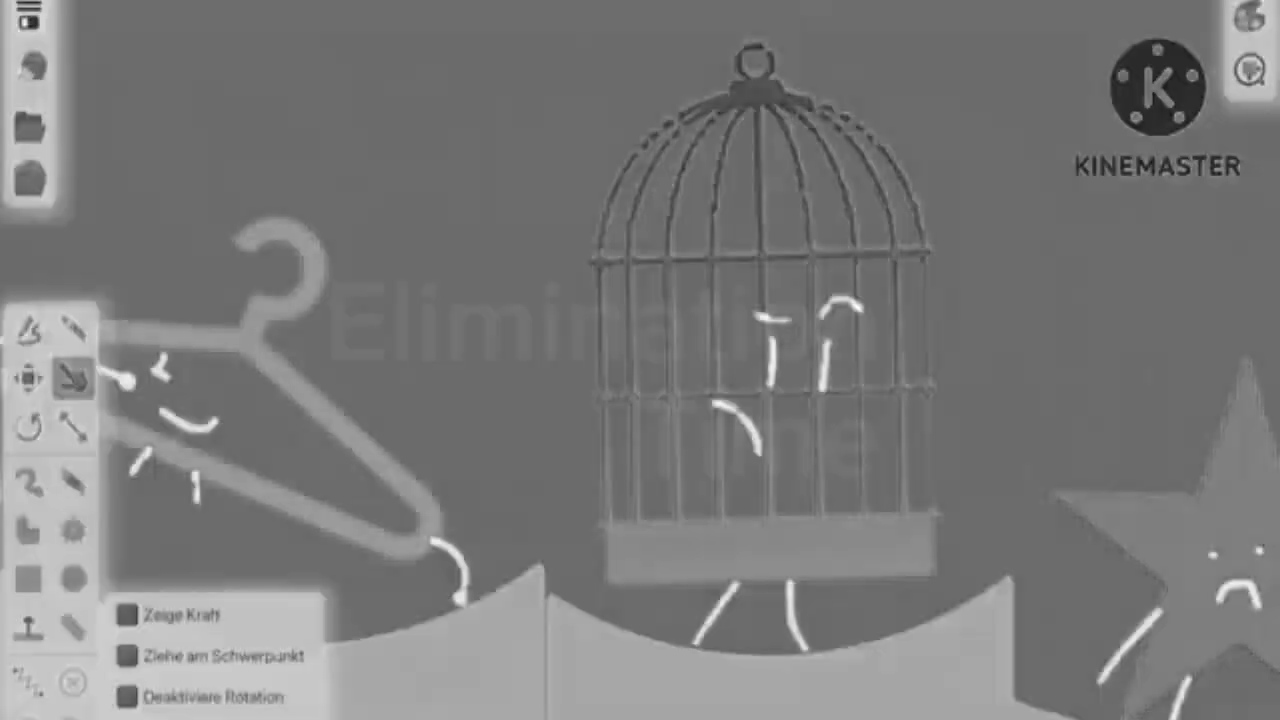 KINEMASTER
Elimination
Time
Zeige Kraft
Ziehe am Schwerpunkt
Deaktiviere Rotation